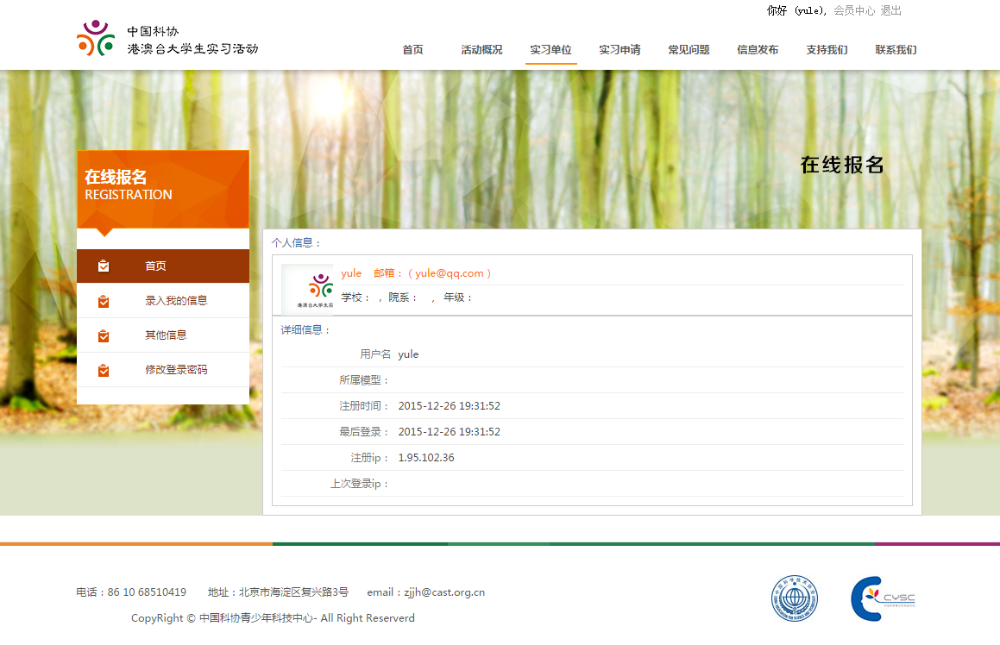 你好 (yule), 会员中心 退出
中国科协
港澳台大学生实习活动
首页 活动概况 实习单位 实习申请 常见问题 信息发布 支持我们 联系我们
在线报名
REGISTRATION
在线报名
首页
录入我的信息
其他信息
修改登录密码
个人信息：
yule 邮箱：( yule@qq.com )
学校： ，院系： ， 年级：
港澳台大学生实
详细信息：
用户名 yule
所属模型：
注册时间： 2015-12-26 19:31:52
最后登录： 2015-12-26 19:31:52
注册ip： 1.95.102.36
上次登录ip：
电话：86 10 68510419 地址：北京市海淀区复兴路3号 email：zjjh@cast.org.cn
CopyRight © 中国科协青少年科技中心- All Right Reserverd
CYSC